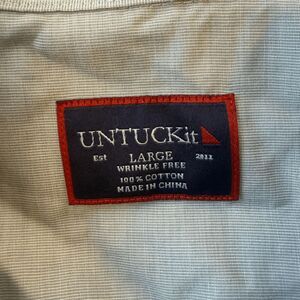 UNTUCKit
Est LARGE 2011
WRINKLE FREE
100% COTTON
MADE IN CHINA